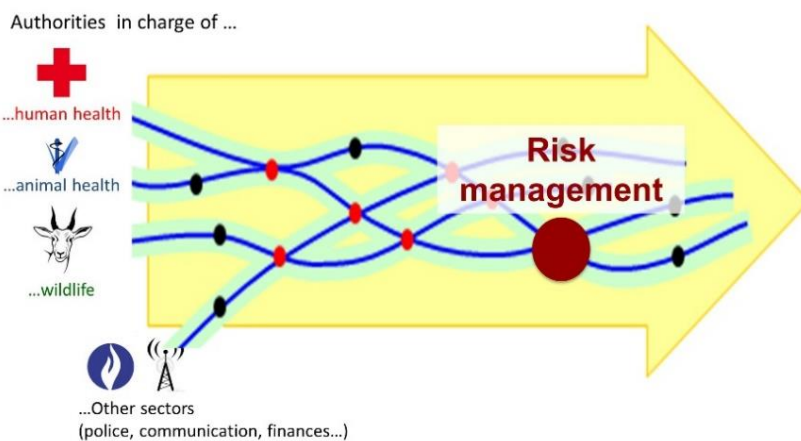 Authorities in charge of ...
...human health
...animal health
...wildlife
Risk
management
...Other sectors
(police, communication, finances...)